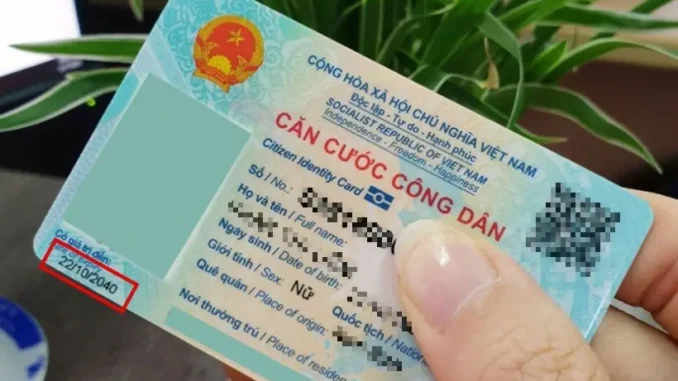 CỘNG HÒA XÃ HỘI CHỦ NGHĨA VIỆT NAM
Độc lập - Tự do - Hạnh phúc
SOCIALIST REPUBLIC OF VIET NAM
Independence - Freedom - Happiness
CĂN CƯỚC CÔNG DÂN
Citizen Identity Card
Số / No.:
Họ và tên / Full name:
Ngày sinh / Date of birth:
Giới tính / Sex: Nữ
Quốc tịch / Nation
Quê quán / Place of origin:
Nơi thường trú / Place of reside
Có giá trị đến:
22/10/2040